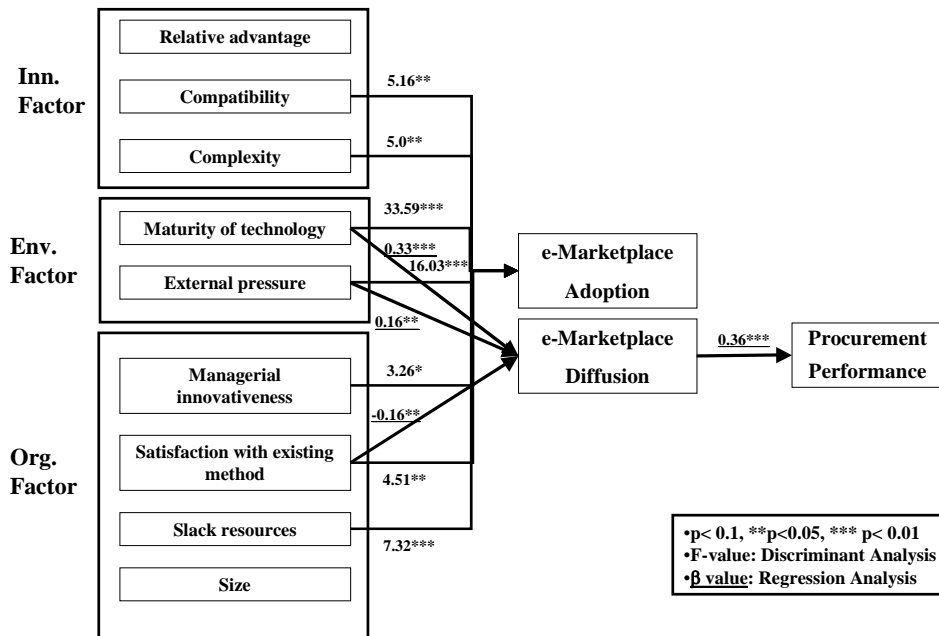 Inn.
Factor
Relative advantage
Compatibility
Complexity
5.16**
5.0**
Env.
Factor
Maturity of technology
External pressure
33.59***
0.33***
16.03***
0.16**
Org.
Factor
Managerial
innovativeness
Satisfaction with existing
method
Slack resources
Size
3.26*
-0.16**
4.51**
7.32***
e-Marketplace
Adoption
e-Marketplace
Diffusion
0.36***
Procurement
Performance
•p< 0.1, **p<0.05, *** p< 0.01
•F-value: Discriminant Analysis
•β value: Regression Analysis